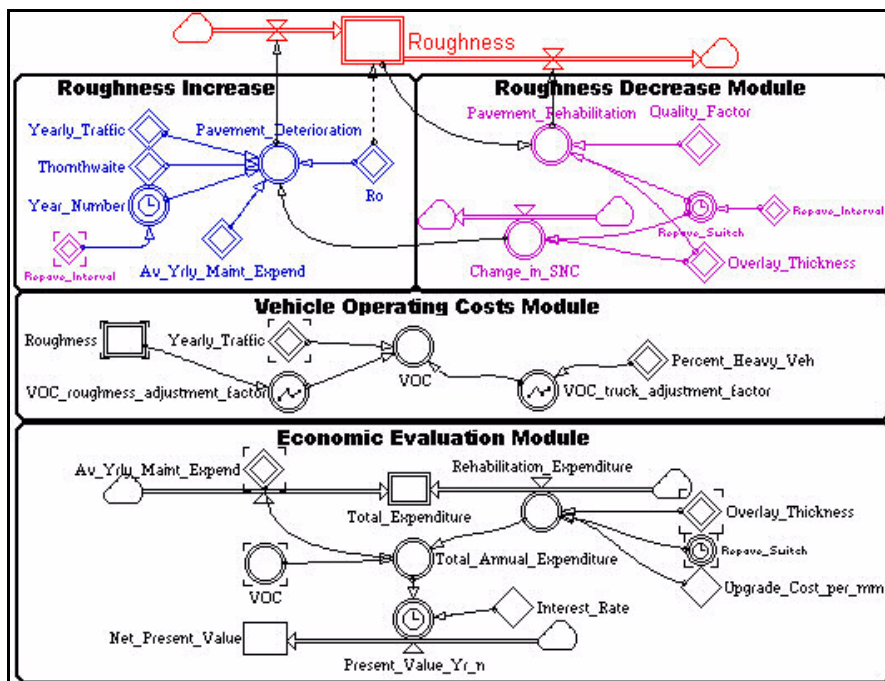 Roughness
Roughness Increase
Roughness Decrease Module
Yearly_Traffic
Pavement_Deterioration
Pavement_Rehabilitation
Quality_Factor
Thornthwaite
Year_Number
Ro
Repave_Interval
Repave_Switch
Repave_Interval
Av_Yrly_Maint_Expend
Change_in_SNC
Overlay_Thickness
Vehicle Operating Costs Module
Roughness
Yearly_Traffic
Percent_Heavy_Veh
VOC
VOC_roughness_adjustment_factor
VOC_truck_adjustment_factor
Economic Evaluation Module
Av_Yrly_Maint_Expend
Rehabilitation_Expenditure
Total_Expenditure
Overlay_Thickness
Total_Annual_Expenditure
Repave_Switch
VOC
Upgrade_Cost_per_mm
Interest_Rate
Net_Present_Value
Present_Value_Yr_n